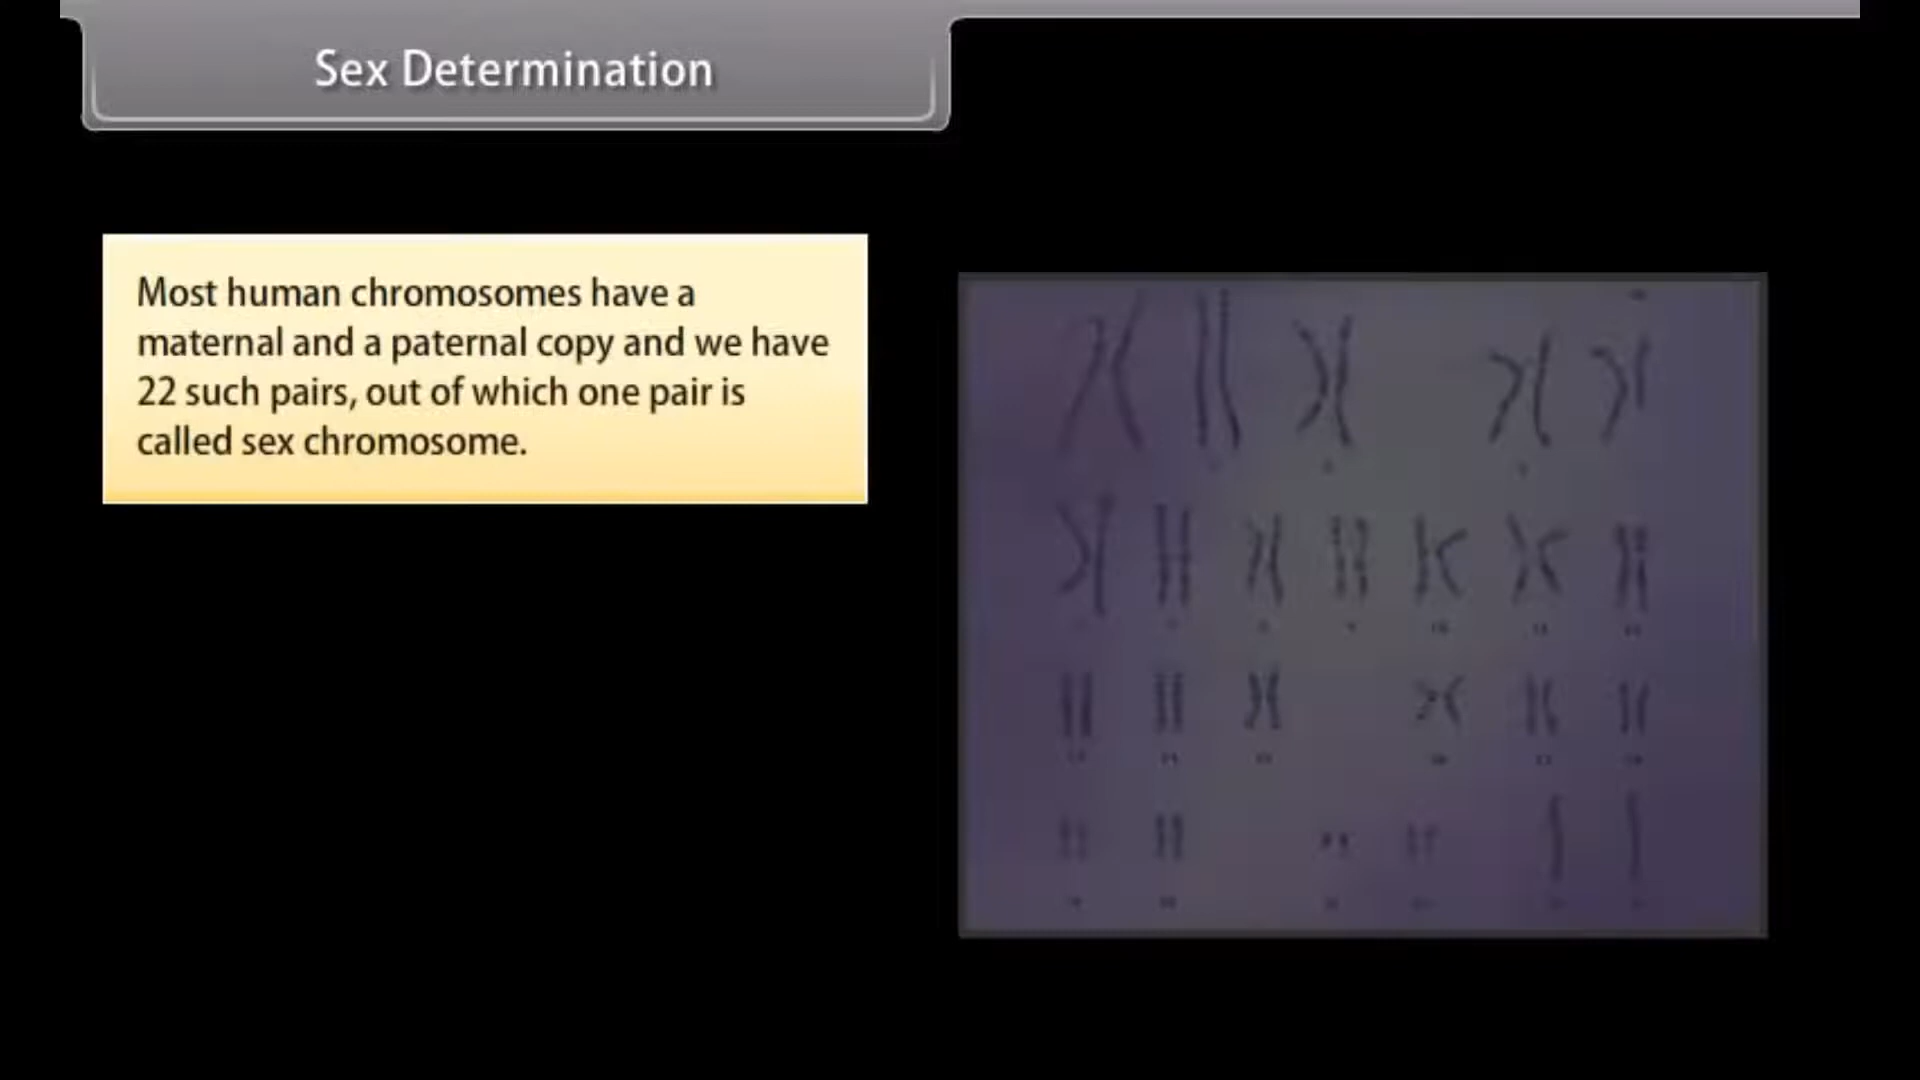 Sex Determination
Most human chromosomes have a
maternal and a paternal copy and we have
22 such pairs, out of which one pair is
called sex chromosome.